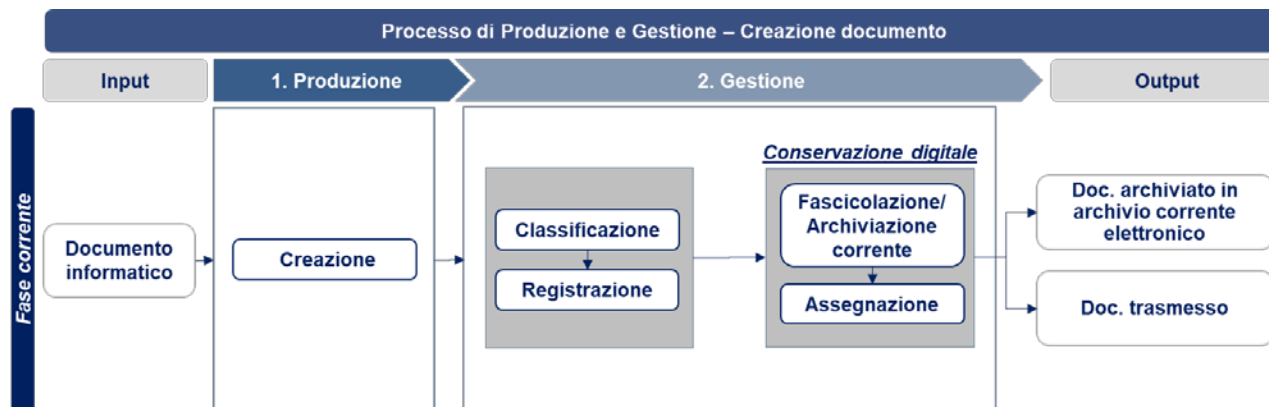 Processo di Produzione e Gestione – Creazione documento
Input
1. Produzione
2. Gestione
Output
Fase corrente
Documento
informatico
Creazione
Classificazione
Registrazione
Conservazione digitale
Fascicolazione/
Archiviazione
corrente
Assegnazione
Doc. archiviato in
archivio corrente
elettronico
Doc. trasmesso